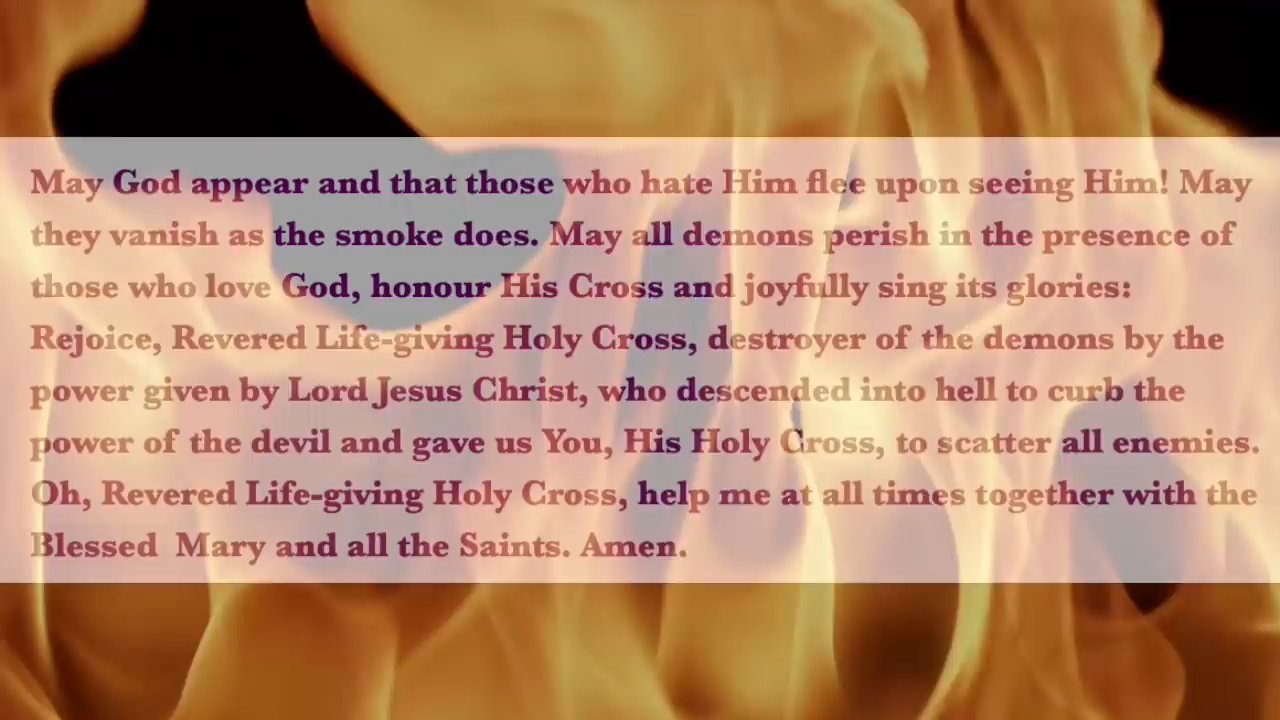 May God appear and that those who hate Him flee upon seeing Him! May
they vanish as the smoke does. May all demons perish in the presence of
those who love God, honour His Cross and joyfully sing its glories:
Rejoice, Revered Life-giving Holy Cross, destroyer of the demons by the
power given by Lord Jesus Christ, who descended into hell to curb the
power of the devil and gave us You, His Holy Cross, to scatter all enemies.
Oh, Revered Life-giving Holy Cross, help me at all times together with the
Blessed  Mary and all the Saints. Amen.